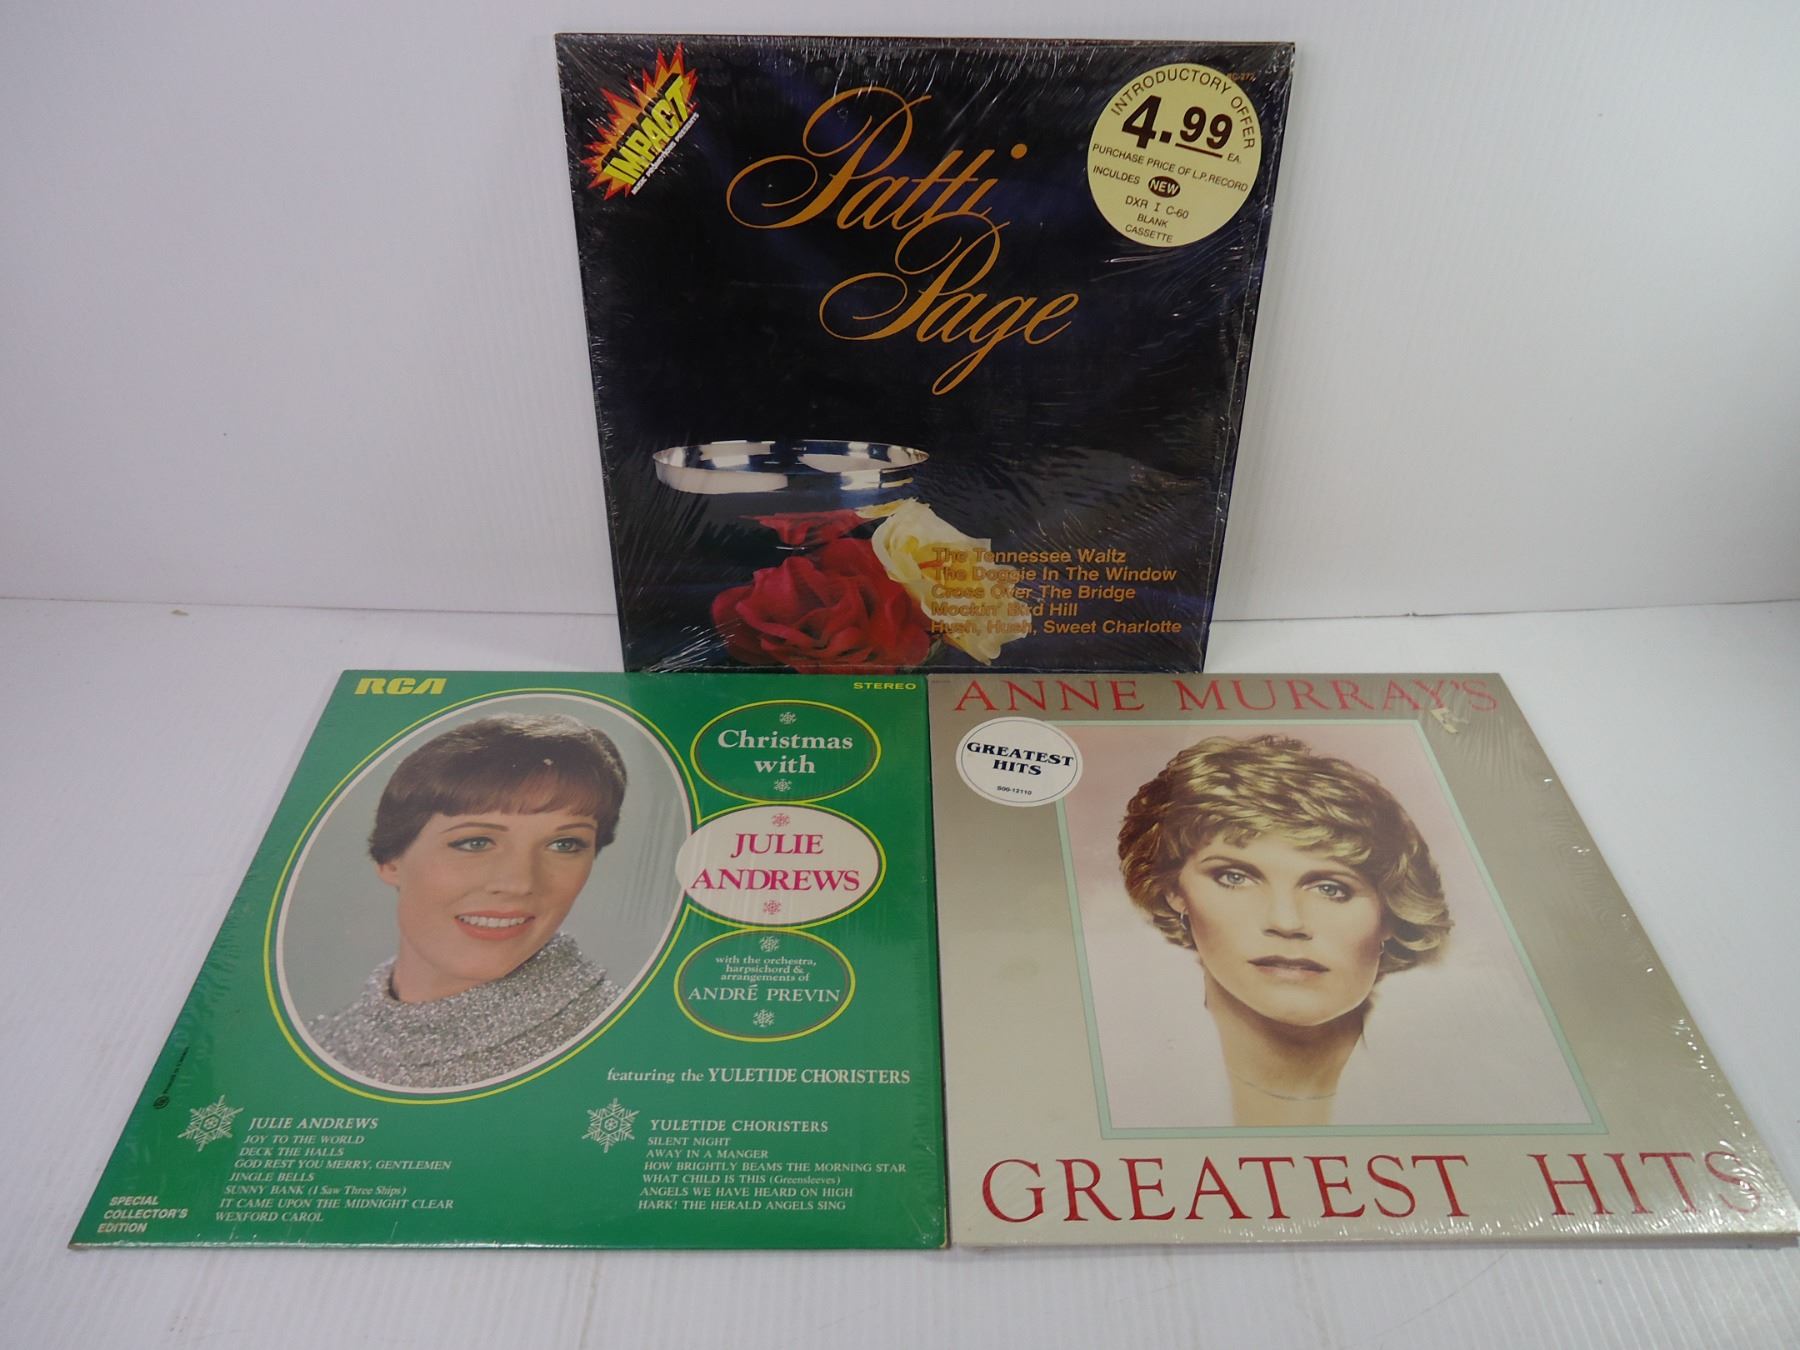 IMPACT
MUSIC PROMOTIONS PRESENTS
Patti
Page
INTRODUCTORY OFFER
4.99 EA.
PURCHASE PRICE OF L.P. RECORD
INCULDES NEW
DXR I C-60
BLANK
CASSETTE
The Tennessee Waltz
The Doggie In The Window
Cross Over The Bridge
Mockin' Bird Hill
Hush, Hush, Sweet Charlotte
RCA
STEREO
Christmas
with
JULIE
ANDREWS
with the orchestra,
harpsichord &
arrangements of
ANDRÉ PREVIN
featuring the YULETIDE CHORISTERS
JULIE ANDREWS
JOY TO THE WORLD
DECK THE HALLS
GOD REST YOU MERRY, GENTLEMEN
JINGLE BELLS
SUNNY BANK (I Saw Three Ships)
IT CAME UPON THE MIDNIGHT CLEAR
WEXFORD CAROL
YULETIDE CHORISTERS
SILENT NIGHT
AWAY IN A MANGER
HOW BRIGHTLY BEAMS THE MORNING STAR
WHAT CHILD IS THIS (Greensleeves)
ANGELS WE HAVE HEARD ON HIGH
HARK! THE HERALD ANGELS SING
SPECIAL
COLLECTOR'S
EDITION
ANNE MURRAY'S
GREATEST
HITS
S00-12110
GREATEST HITS